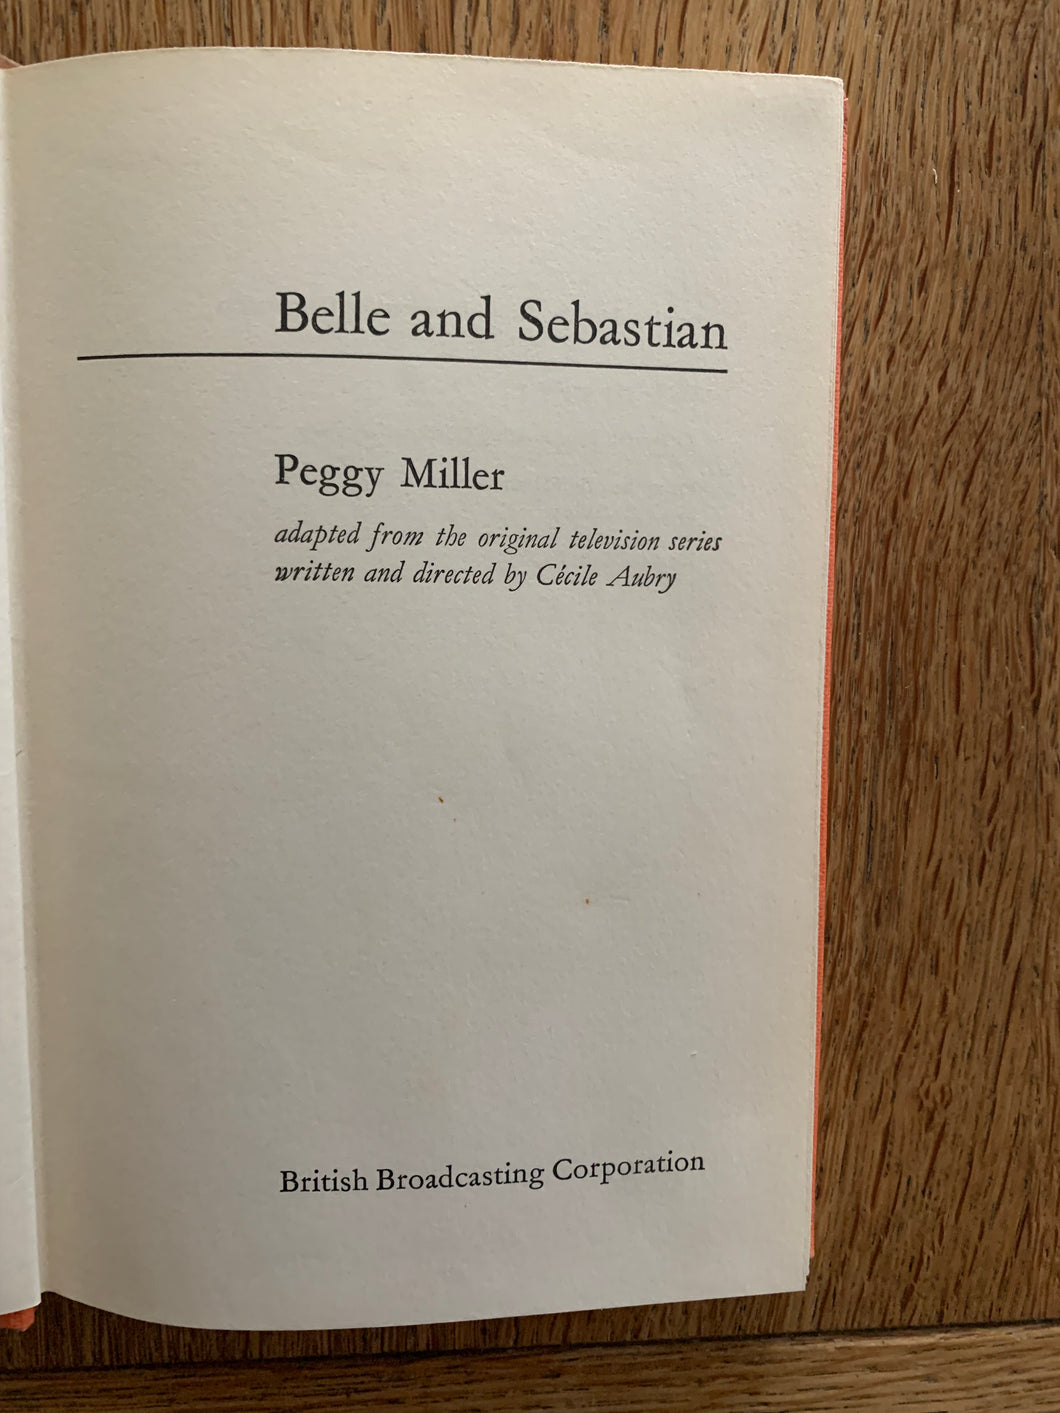 Belle and Sebastian
Peggy Miller
adapted from the original television series
written and directed by Cécile Aubry
British Broadcasting Corporation